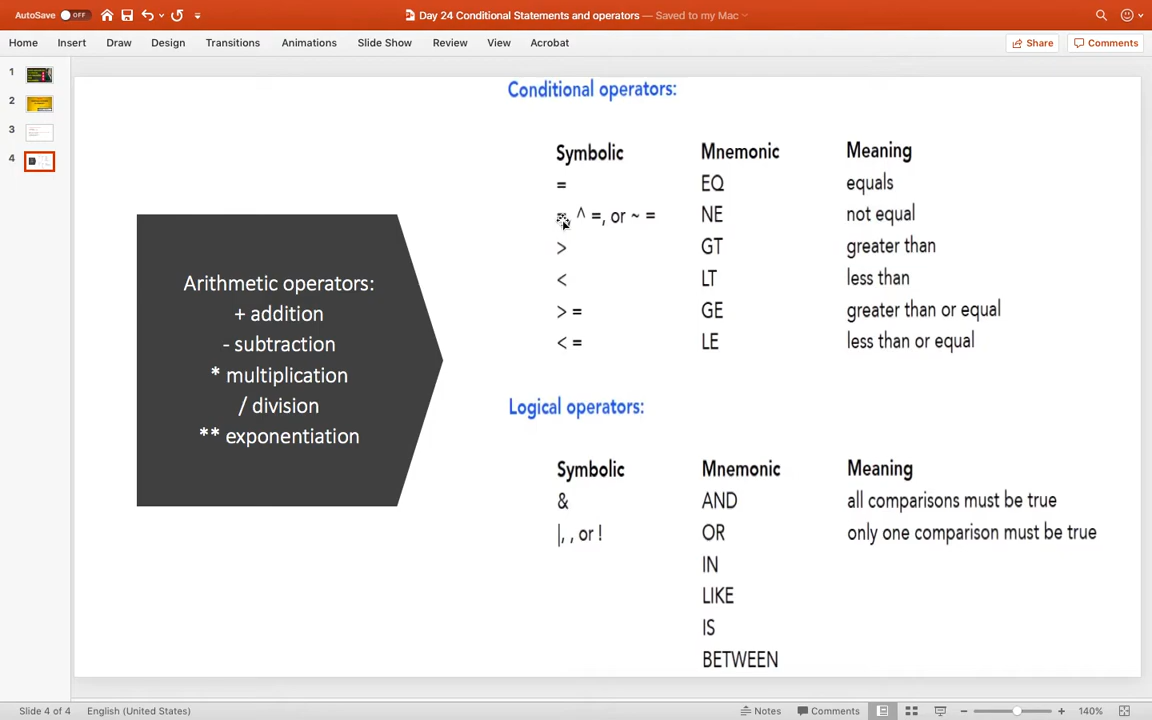 AutoSave OFF
Day 24 Conditional Statements and operators — Saved to my Mac
Home Insert Draw Design Transitions Animations Slide Show Review View Acrobat Share Comments
1
2
3
4
Arithmetic operators:
+ addition
- subtraction
* multiplication
/ division
** exponentiation
Conditional operators:
Symbolic Mnemonic Meaning
= EQ equals
^ =, or ~ = NE not equal
> GT greater than
< LT less than
> = GE greater than or equal
< = LE less than or equal
Logical operators:
Symbolic Mnemonic Meaning
& AND all comparisons must be true
|, , or ! OR only one comparison must be true
IN
LIKE
IS
BETWEEN
Slide 4 of 4 English (United States) Notes Comments 140%